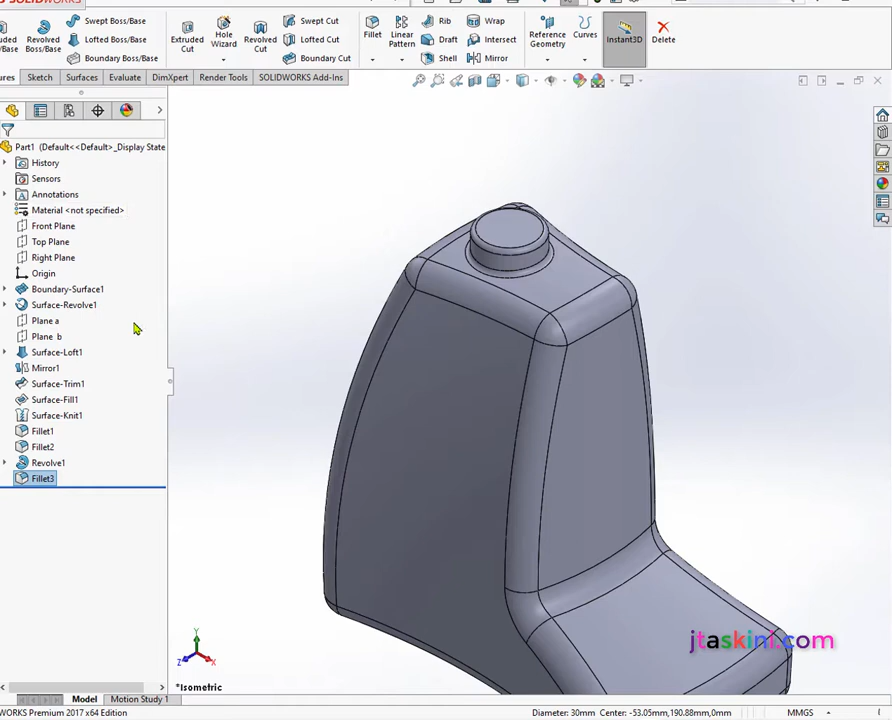 SOLIDWORKS
Swept Boss/Base
Lofted Boss/Base
Boundary Boss/Base
Revolved
Boss/Base
Extruded
Cut
Hole
Wizard
Revolved
Cut
Swept Cut
Lofted Cut
Boundary Cut
Fillet
Linear
Pattern
Rib
Draft
Shell
Wrap
Intersect
Mirror
Reference
Geometry
Curves
Instant3D
Delete
Sketch
Surfaces
Evaluate
DimXpert
Render Tools
SOLIDWORKS Add-Ins
Part1 (Default<<Default>_Display State
History
Sensors
Annotations
Material <not specified>
Front Plane
Top Plane
Right Plane
Origin
Boundary-Surface1
Surface-Revolve1
Plane a
Plane b
Surface-Loft1
Mirror1
Surface-Trim1
Surface-Fill1
Surface-Knit1
Fillet1
Fillet2
Revolve1
Fillet3
jtaskini.com
Y
Z
X
*Isometric
Model
Motion Study 1
WORKS Premium 2017 x64 Edition
Diameter: 30mm Center: -53.05mm,190.88mm,0mm
MMGS